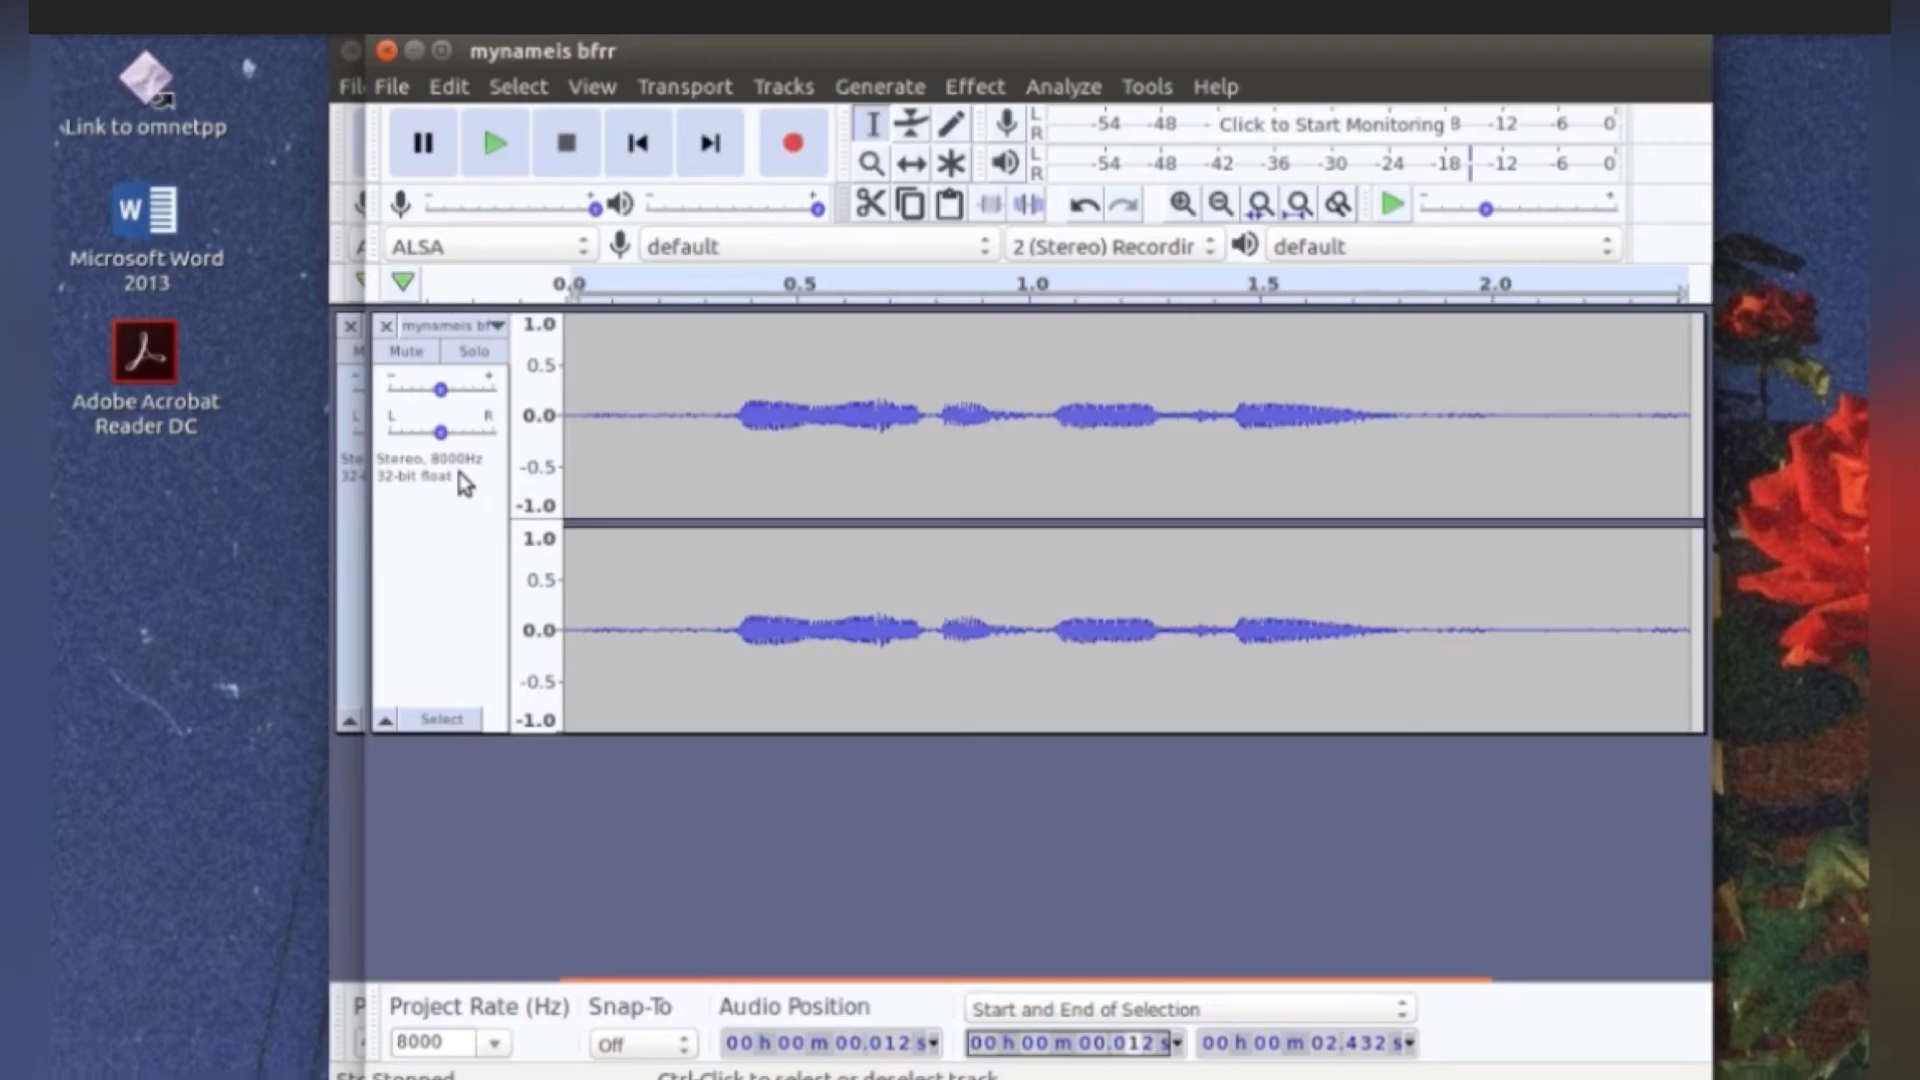 Link to omnetpp
Microsoft Word
2013
Adobe Acrobat
Reader DC
mynameis bfrr
File Edit Select View Transport Tracks Generate Effect Analyze Tools Help
L
R
-54 -48 - Click to Start Monitoring 8 -12 -6 0
L
R
-54 -48 -42 -36 -30 -24 -18 -12 -6 0
ALSA default 2 (Stereo) Recordir default
0.0 0.5 1.0 1.5 2.0
mynameis bf
Mute Solo
- +
L R
Stereo, 8000Hz
32-bit float
Select
1.0
0.5
0.0
-0.5
-1.0
1.0
0.5
0.0
-0.5
-1.0
Project Rate (Hz) Snap-To Audio Position Start and End of Selection
8000 Off 00 h 00 m 00.012 s 00 h 00 m 00.012 s 00 h 00 m 02.432 s
Stopped Ctrl-Click to select or deselect track